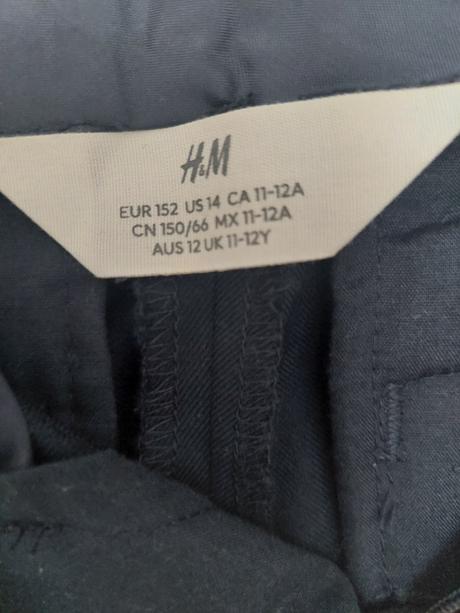 H&M
EUR 152 US 14 CA 11-12A
CN 150/66 MX 11-12A
AUS 12 UK 11-12Y